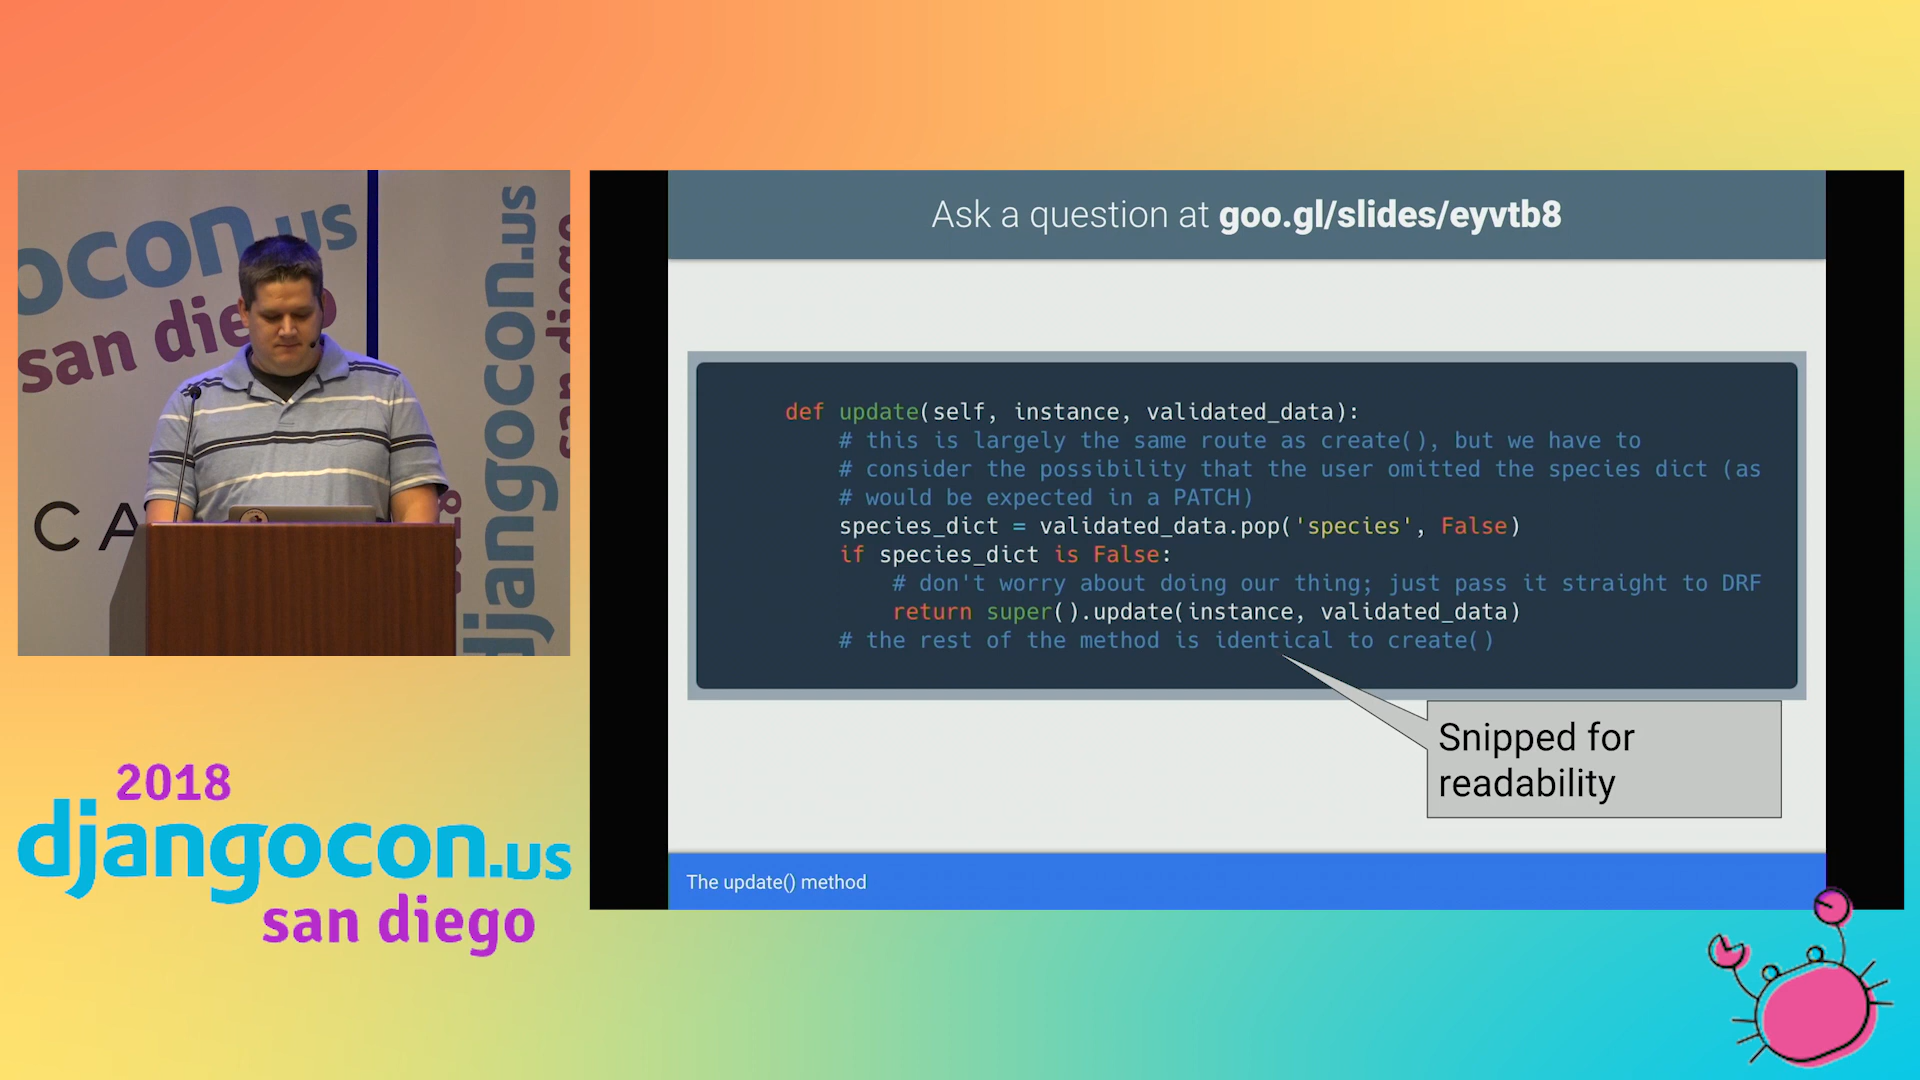 ocon.us
san die
djangocon.us
CA
2018
djangocon.us
san diego
Ask a question at goo.gl/slides/eyvtb8
def update(self, instance, validated_data):
# this is largely the same route as create(), but we have to
# consider the possibility that the user omitted the species dict (as
# would be expected in a PATCH)
species_dict = validated_data.pop('species', False)
if species_dict is False:
# don't worry about doing our thing; just pass it straight to DRF
return super().update(instance, validated_data)
# the rest of the method is identical to create()
Snipped for
readability
The update() method